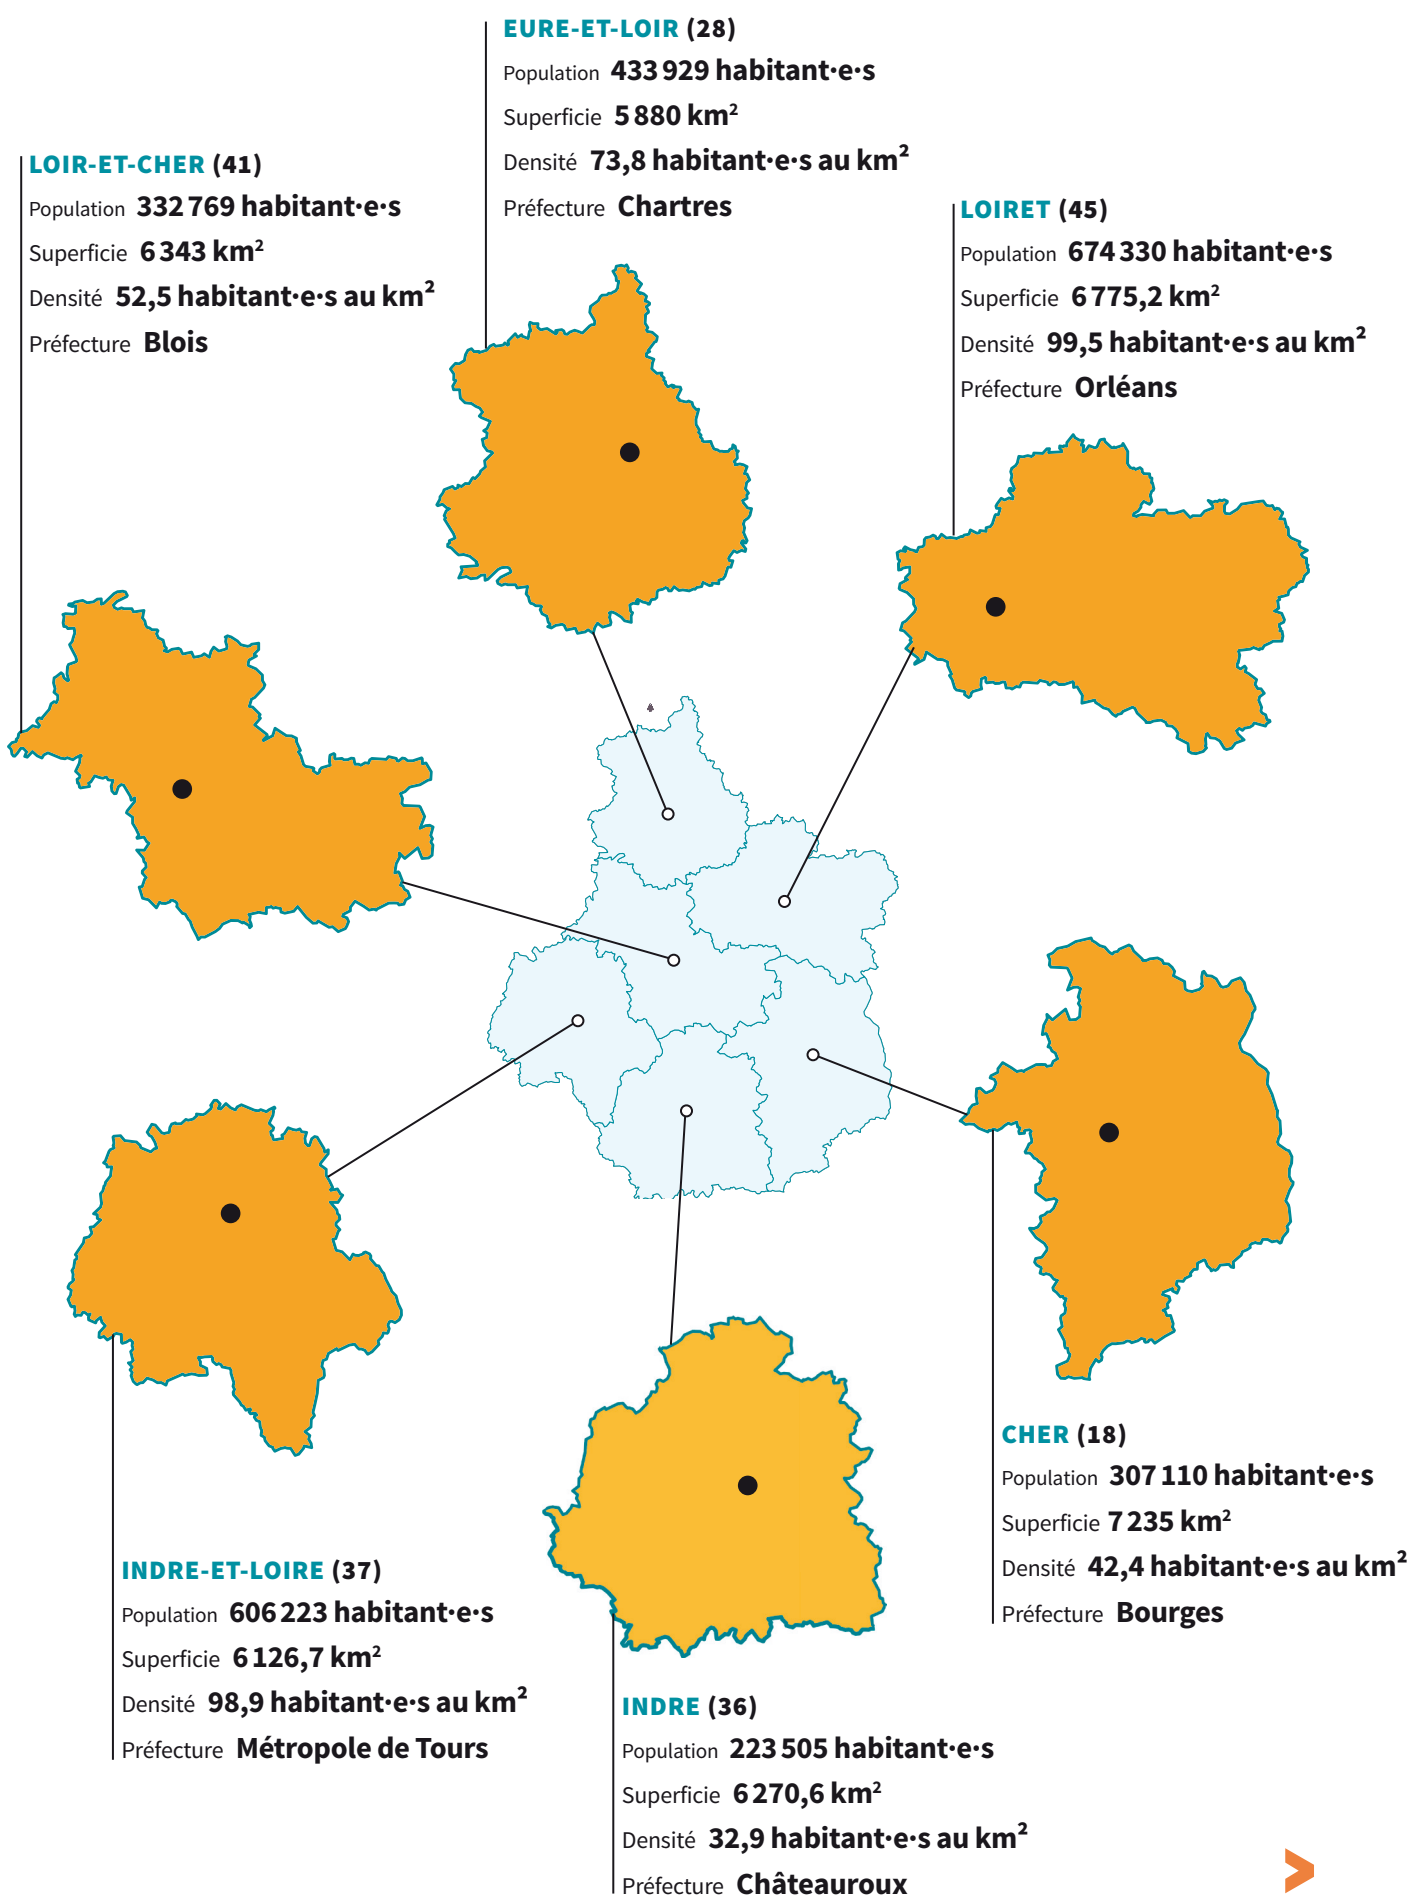 EURE-ET-LOIR (28)
Population 433 929 habitant·e·s
Superficie 5 880 km²
Densité 73,8 habitant·e·s au km²
Préfecture Chartres
LOIR-ET-CHER (41)
Population 332 769 habitant·e·s
Superficie 6 343 km²
Densité 52,5 habitant·e·s au km²
Préfecture Blois
LOIRET (45)
Population 674 330 habitant·e·s
Superficie 6 775,2 km²
Densité 99,5 habitant·e·s au km²
Préfecture Orléans
CHER (18)
Population 307 110 habitant·e·s
Superficie 7 235 km²
Densité 42,4 habitant·e·s au km²
Préfecture Bourges
INDRE-ET-LOIRE (37)
Population 606 223 habitant·e·s
Superficie 6 126,7 km²
Densité 98,9 habitant·e·s au km²
Préfecture Métropole de Tours
INDRE (36)
Population 223 505 habitant·e·s
Superficie 6 270,6 km²
Densité 32,9 habitant·e·s au km²
Préfecture Châteauroux